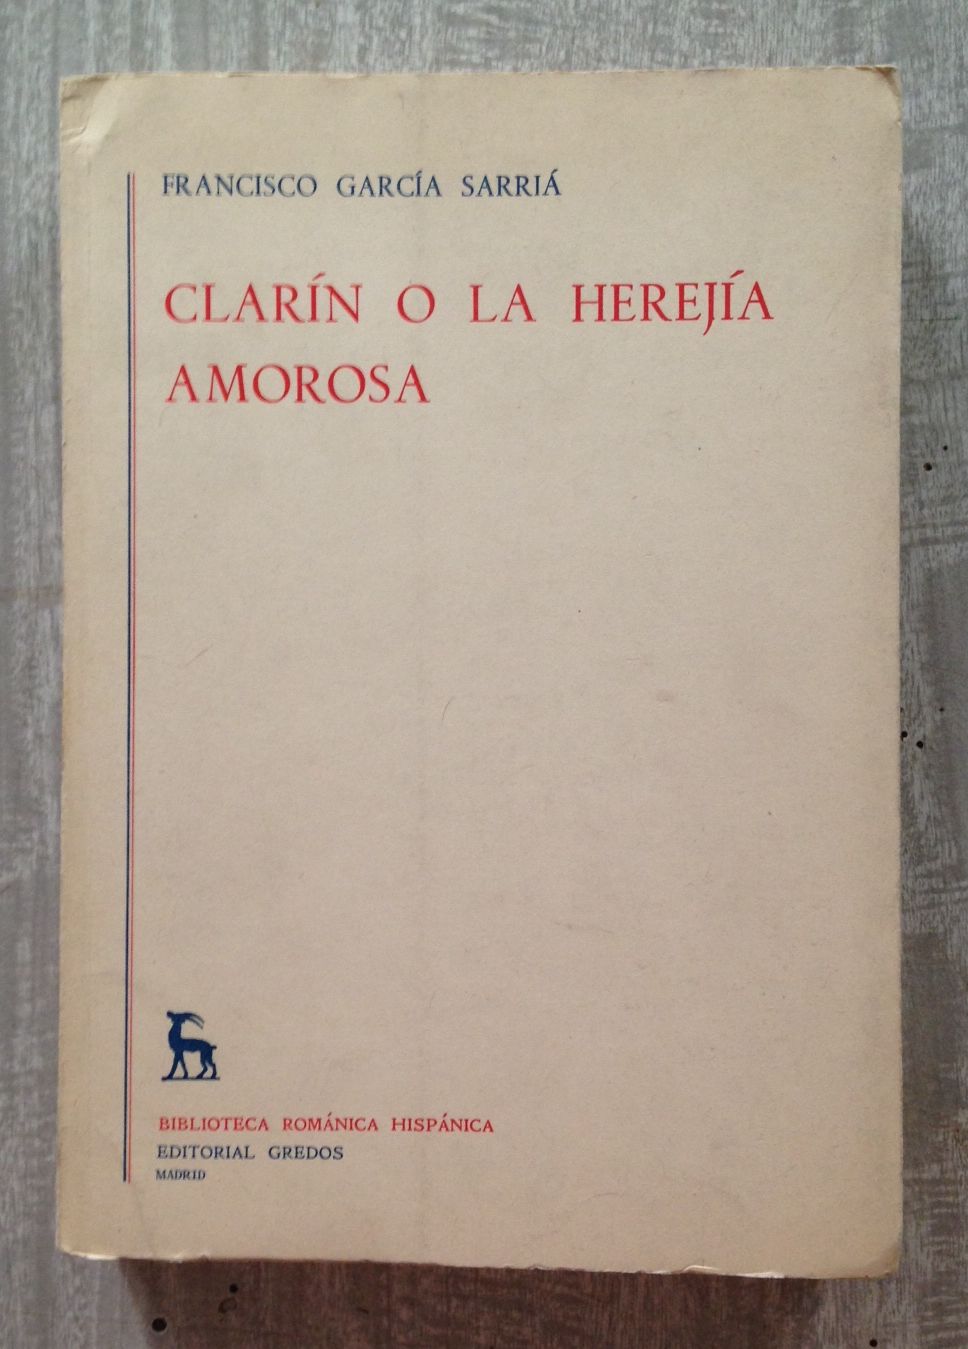 FRANCISCO GARCÍA SARRIÁ
CLARÍN O LA HEREJÍA
AMOROSA
BIBLIOTECA ROMÁNICA HISPÁNICA
EDITORIAL GREDOS
MADRID